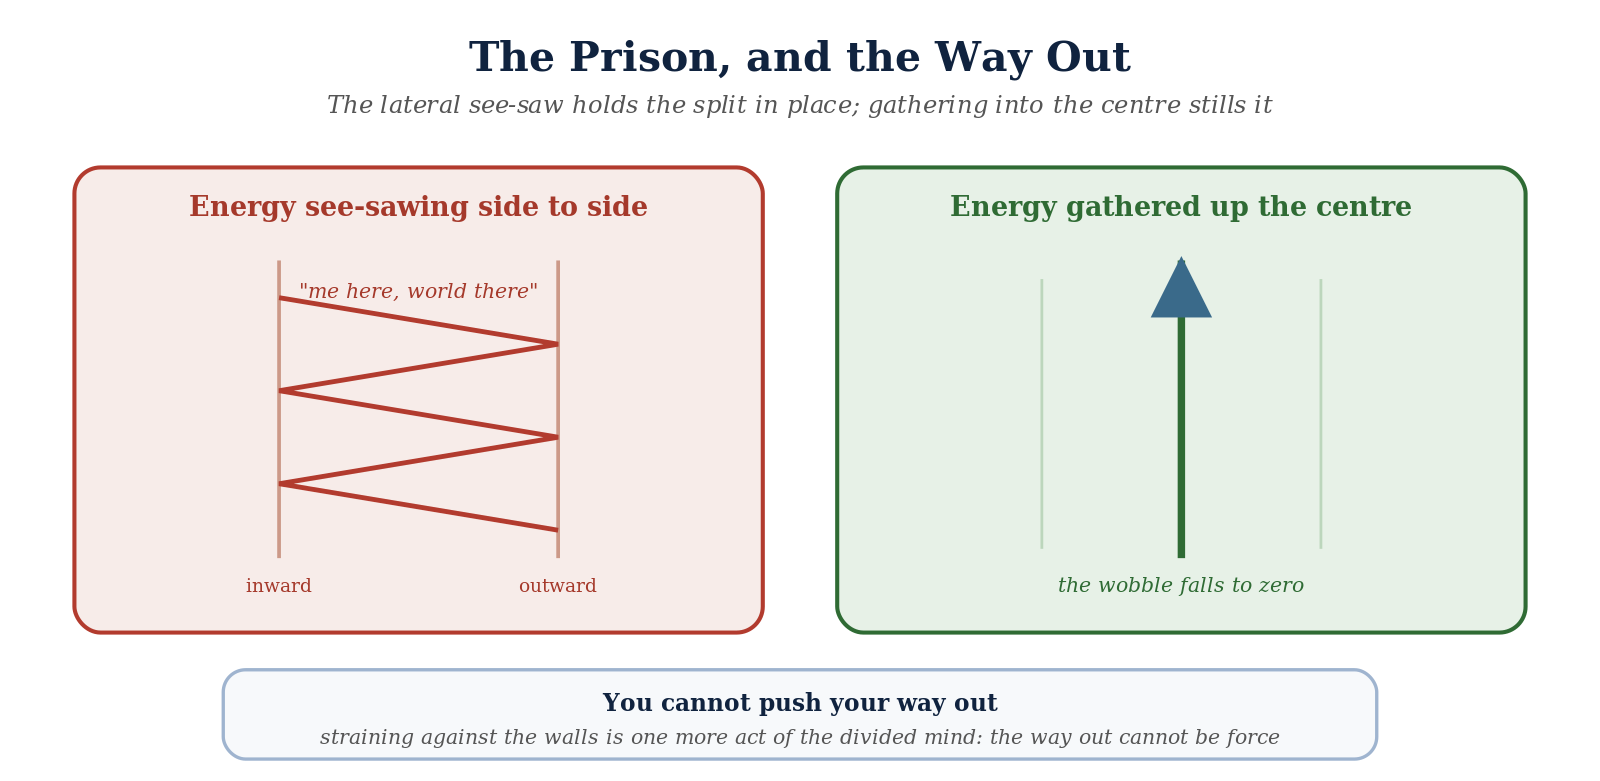 The Prison, and the Way Out
The lateral see-saw holds the split in place; gathering into the centre stills it
Energy see-sawing side to side
"me here, world there"
inward
outward
Energy gathered up the centre
the wobble falls to zero
You cannot push your way out
straining against the walls is one more act of the divided mind: the way out cannot be force